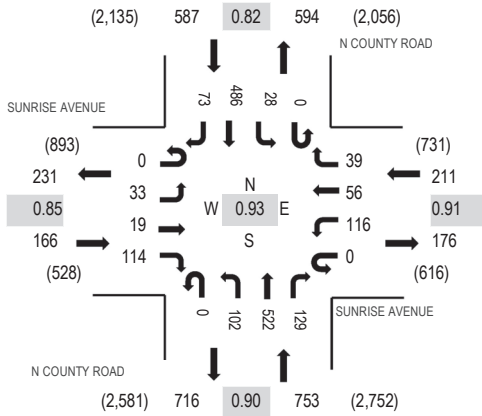 (2,135) 587 0.82 594 (2,056)
N COUNTY ROAD
73 486 28 0
SUNRISE AVENUE
(893) (731)
0 39
231 211
33 N 56
0.85 W 0.93 E 0.91
19 116
166 S 176
114 0
(528) (616)
0 102 522 129
SUNRISE AVENUE
N COUNTY ROAD
(2,581) 716 0.90 753 (2,752)